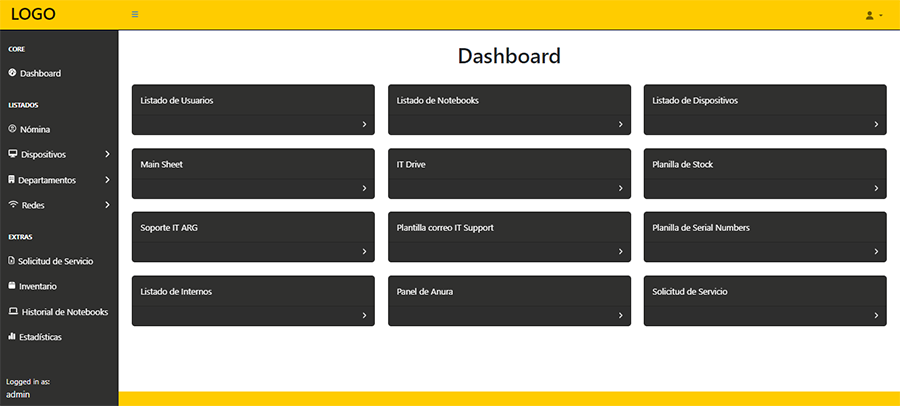 LOGO
CORE
Dashboard
LISTADOS
Nómina
Dispositivos
Departamentos
Redes
EXTRAS
Solicitud de Servicio
Inventario
Historial de Notebooks
Estadísticas
Logged in as:
admin
Dashboard
Listado de Usuarios
Listado de Notebooks
Listado de Dispositivos
Main Sheet
IT Drive
Planilla de Stock
Soporte IT ARG
Plantilla correo IT Support
Planilla de Serial Numbers
Listado de Internos
Panel de Anura
Solicitud de Servicio